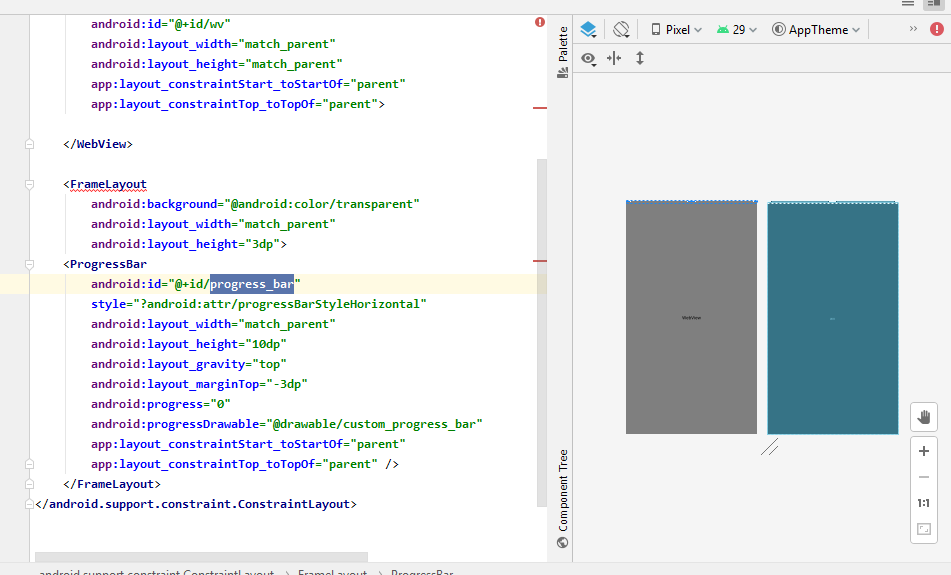 android:id="@+id/wv"
android:layout_width="match_parent"
android:layout_height="match_parent"
app:layout_constraintStart_toStartOf="parent"
app:layout_constraintTop_toTopOf="parent">
</WebView>
<FrameLayout
android:background="@android:color/transparent"
android:layout_width="match_parent"
android:layout_height="3dp">
<ProgressBar
android:id="@+id/progress_bar"
style="?android:attr/progressBarStyleHorizontal"
android:layout_width="match_parent"
android:layout_height="10dp"
android:layout_gravity="top"
android:layout_marginTop="-3dp"
android:progress="0"
android:progressDrawable="@drawable/custom_progress_bar"
app:layout_constraintStart_toStartOf="parent"
app:layout_constraintTop_toTopOf="parent" />
</FrameLayout>
</android.support.constraint.ConstraintLayout>
android.support.constraint.ConstraintLayout > FrameLayout > ProgressBar
Palette
Component Tree
Pixel 29 AppTheme >>
WebView
1:1